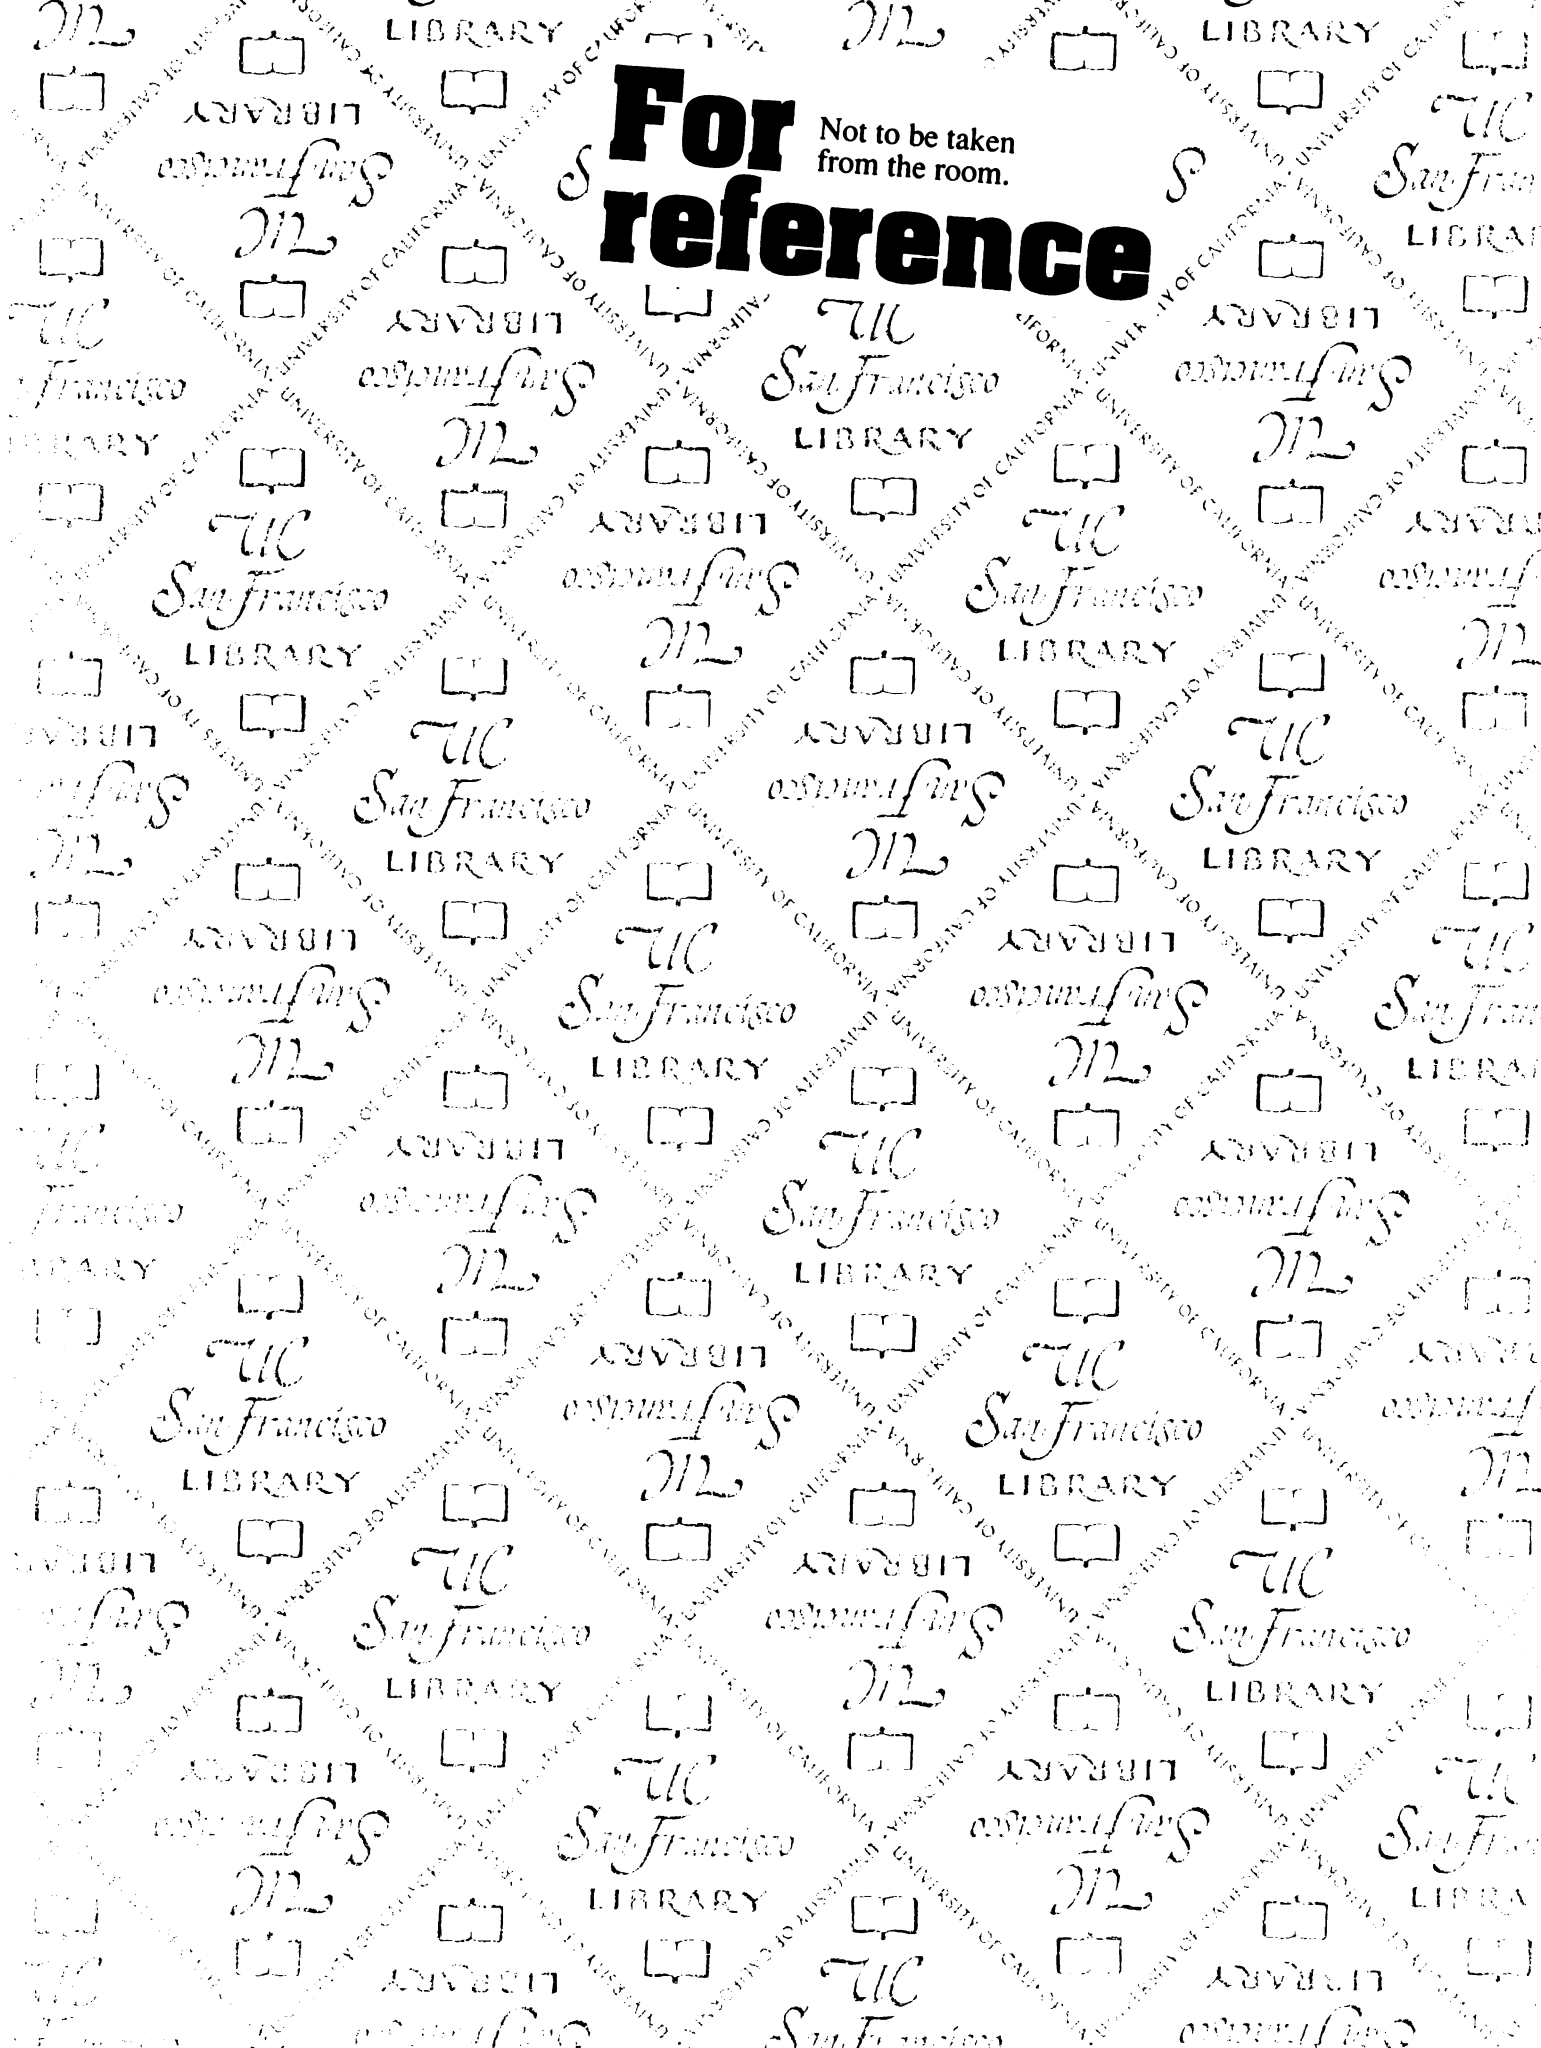 For
Not to be taken
from the room.
reference
UC
San Francisco
LIBRARY
UNIVERSITY OF CALIFORNIA